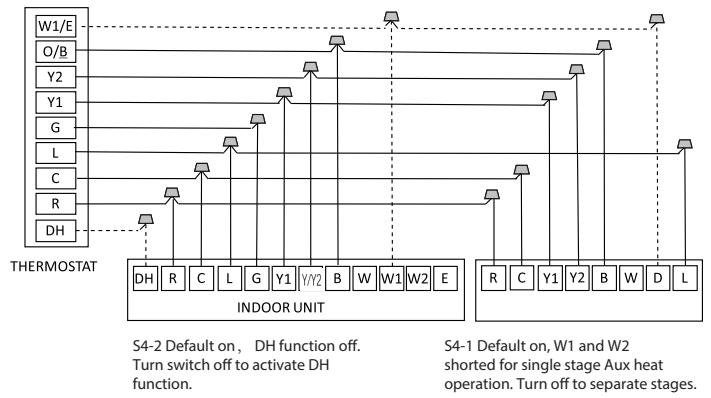 W1/E
O/B
Y2
Y1
G
L
C
R
DH
THERMOSTAT
DH R C L G Y1 Y/Y2 B W W1 W2 E
INDOOR UNIT
R C Y1 Y2 B W D L
S4-2 Default on , DH function off.
Turn switch off to activate DH
function.
S4-1 Default on, W1 and W2
shorted for single stage Aux heat
operation. Turn off to separate stages.